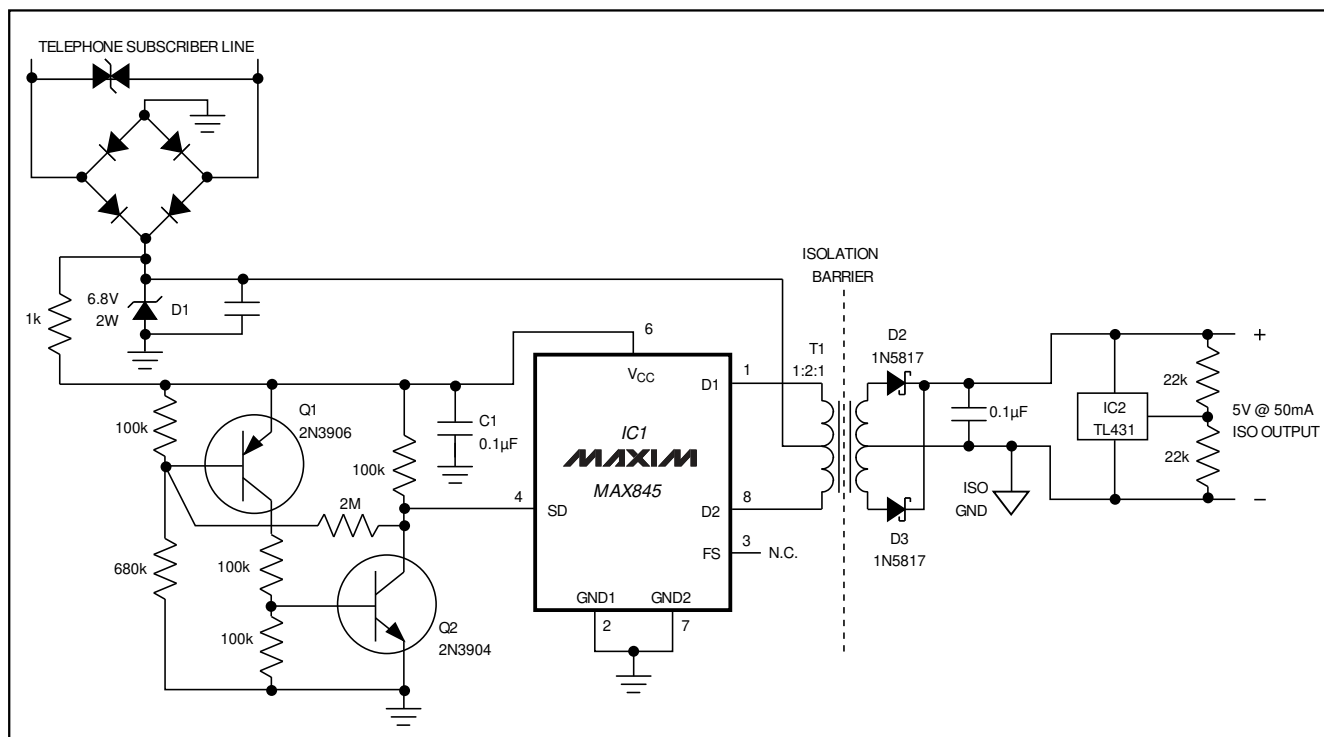 TELEPHONE SUBSCRIBER LINE
1k
6.8V
2W
D1
100k
Q1
2N3906
680k
100k
100k
2M
100k
Q2
2N3904
C1
0.1µF
6
VCC
D1
1
IC1
MAXIM
MAX845
4
SD
D2
8
FS
3
N.C.
GND1
GND2
2
7
ISOLATION
BARRIER
T1
1:2:1
D2
1N5817
0.1µF
ISO
GND
D3
1N5817
IC2
TL431
22k
22k
+
5V @ 50mA
ISO OUTPUT
–